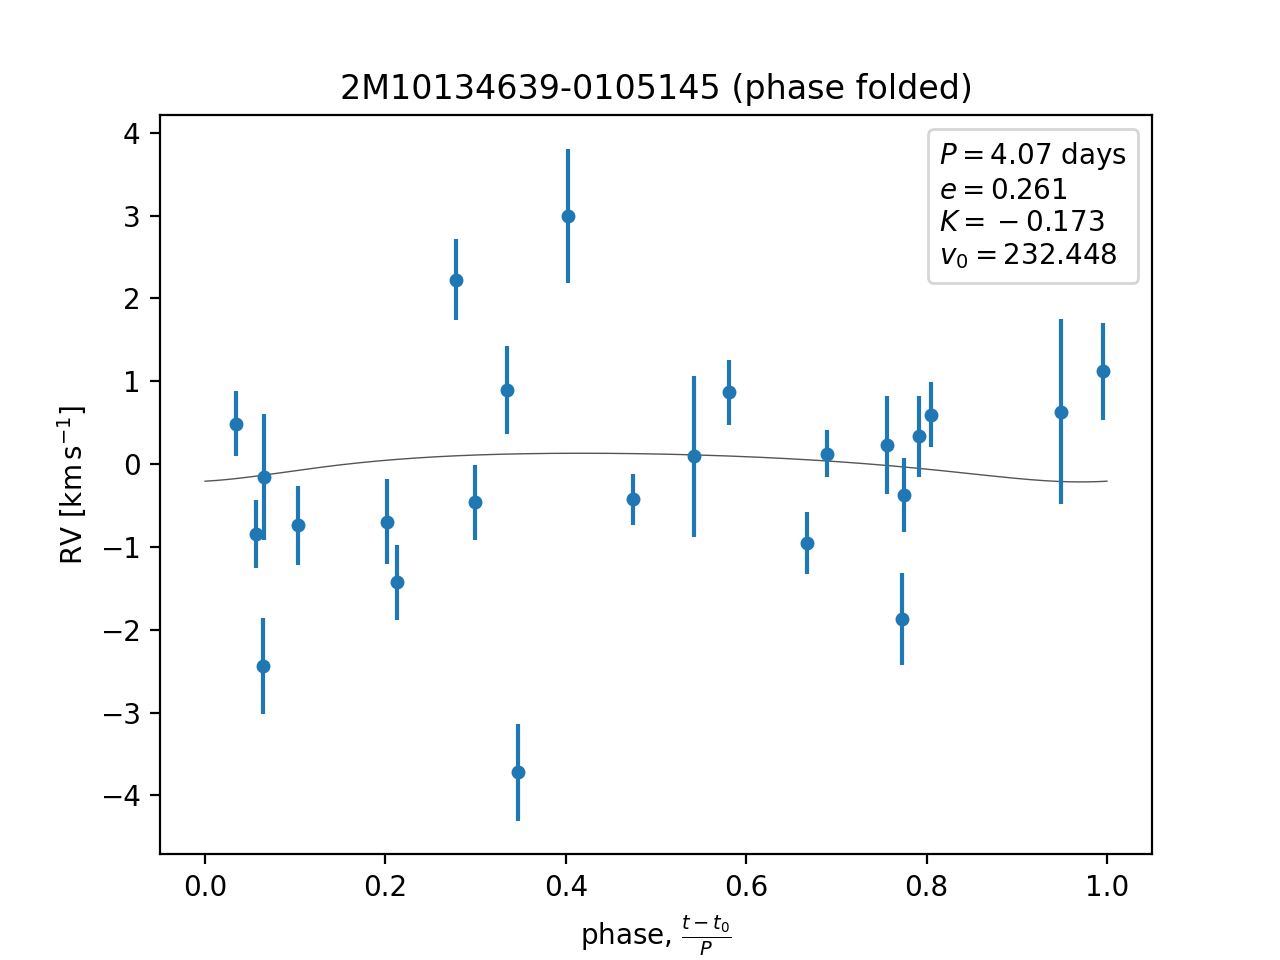 2M10134639-0105145 (phase folded)
P = 4.07 days
e = 0.261
K = −0.173
v₀ = 232.448
4
3
2
1
0
−1
−2
−3
−4
RV [km s⁻¹]
0.0 0.2 0.4 0.6 0.8 1.0
phase, (t − t₀)/P